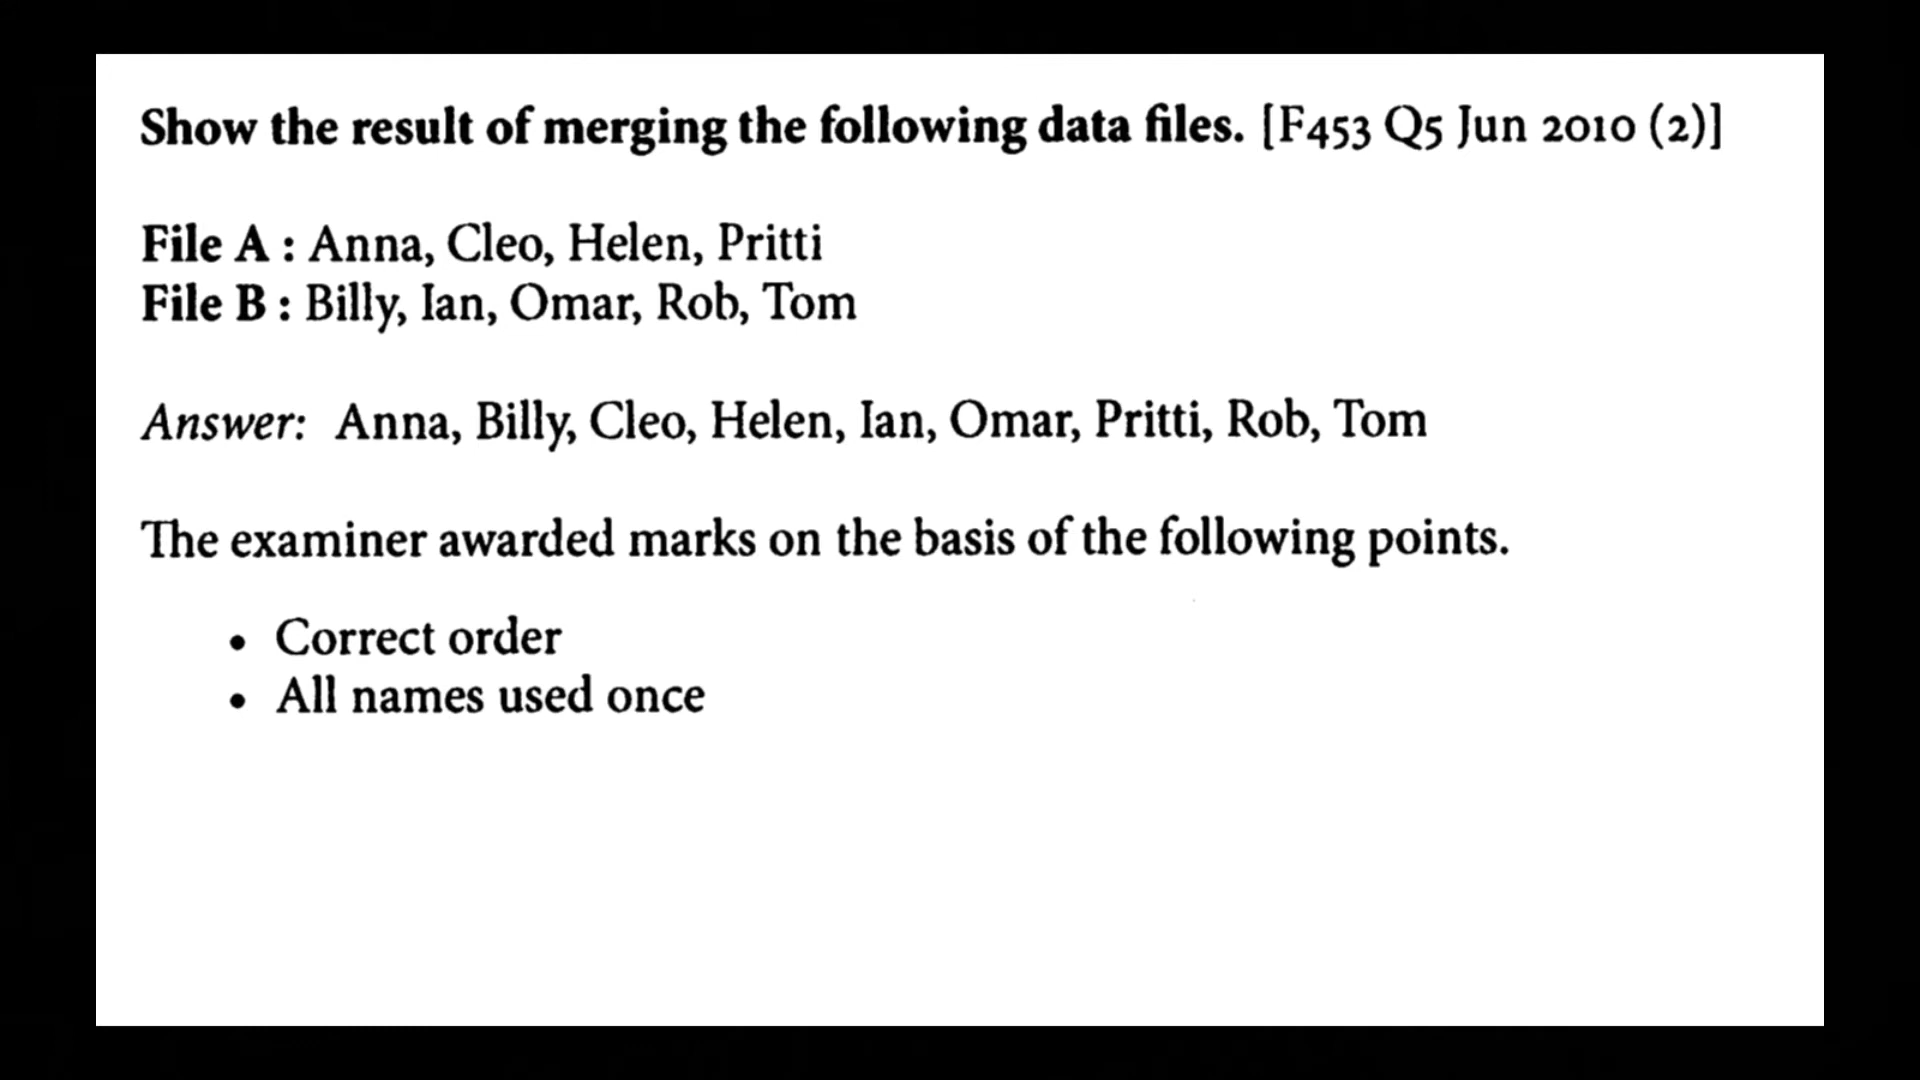 Show the result of merging the following data files. [F453 Q5 Jun 2010 (2)]
File A : Anna, Cleo, Helen, Pritti
File B : Billy, Ian, Omar, Rob, Tom
Answer: Anna, Billy, Cleo, Helen, Ian, Omar, Pritti, Rob, Tom
The examiner awarded marks on the basis of the following points.
• Correct order
• All names used once